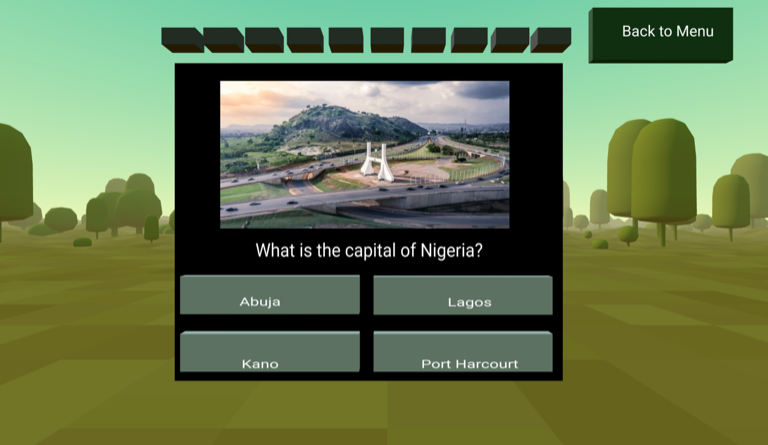 Back to Menu
What is the capital of Nigeria?
Abuja
Lagos
Kano
Port Harcourt